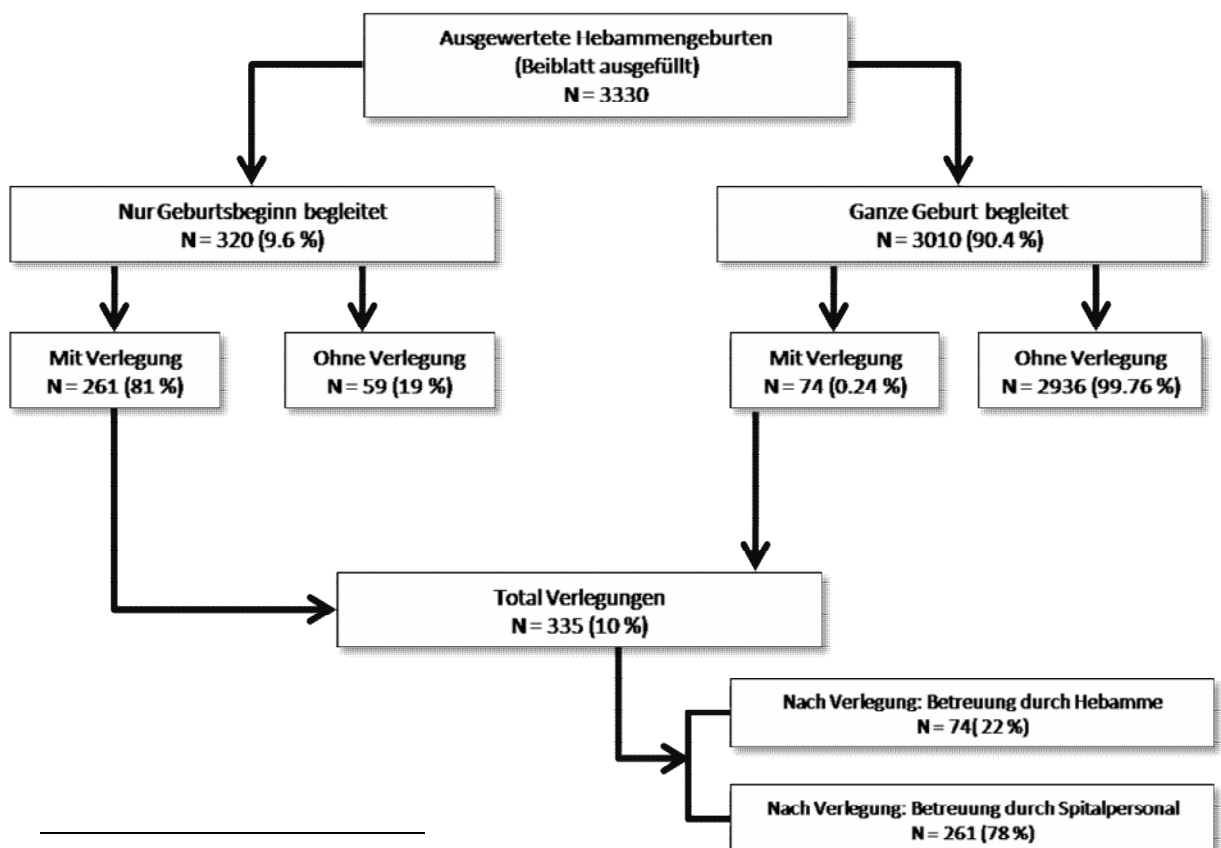 Ausgewertete Hebammengeburten
(Beiblatt ausgefüllt)
N = 3330
Nur Geburtsbeginn begleitet
N = 320 (9.6 %)
Ganze Geburt begleitet
N = 3010 (90.4 %)
Mit Verlegung
N = 261 (81 %)
Ohne Verlegung
N = 59 (19 %)
Mit Verlegung
N = 74 (0.24 %)
Ohne Verlegung
N = 2936 (99.76 %)
Total Verlegungen
N = 335 (10 %)
Nach Verlegung: Betreuung durch Hebamme
N = 74( 22 %)
Nach Verlegung: Betreuung durch Spitalpersonal
N = 261 (78 %)